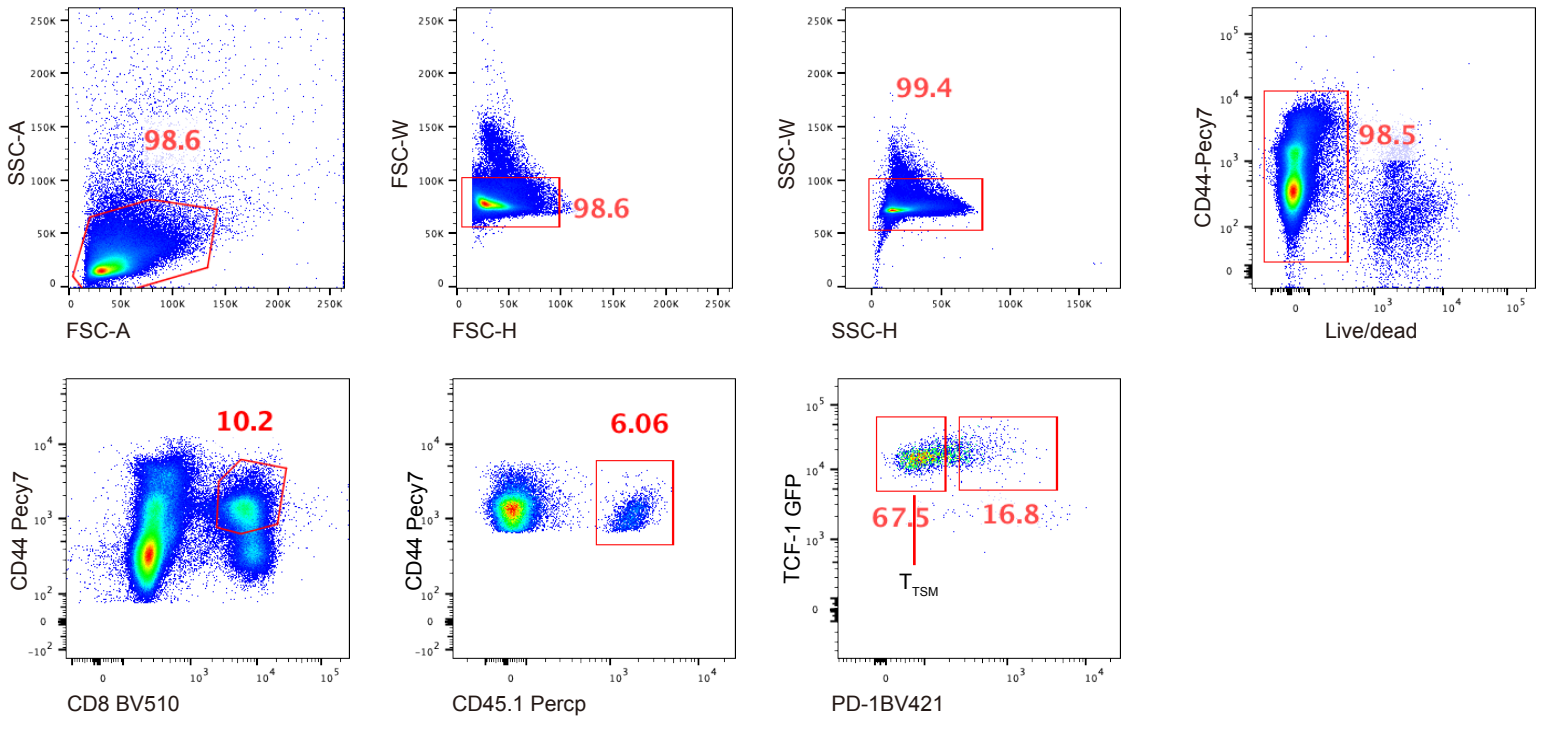 SSC-A
250K
200K
150K
100K
50K
0
98.6
0 50K 100K 150K 200K 250K
FSC-A
FSC-W
250K
200K
150K
100K
50K
0
98.6
0 50K 100K 150K 200K 250K
FSC-H
SSC-W
250K
200K
150K
100K
50K
0
99.4
0 50K 100K 150K
SSC-H
CD44-Pecy7
10^5
10^4
10^3
10^2
0
98.5
0 10^3 10^4 10^5
Live/dead
CD44 Pecy7
10^4
10^3
10^2
0
-10^2
10.2
0 10^3 10^4 10^5
CD8 BV510
CD44 Pecy7
10^4
10^3
10^2
0
-10^2
6.06
0 10^3 10^4
CD45.1 Percp
TCF-1 GFP
10^5
10^4
10^3
0
67.5 16.8
T_TSM
0 10^3 10^4
PD-1BV421